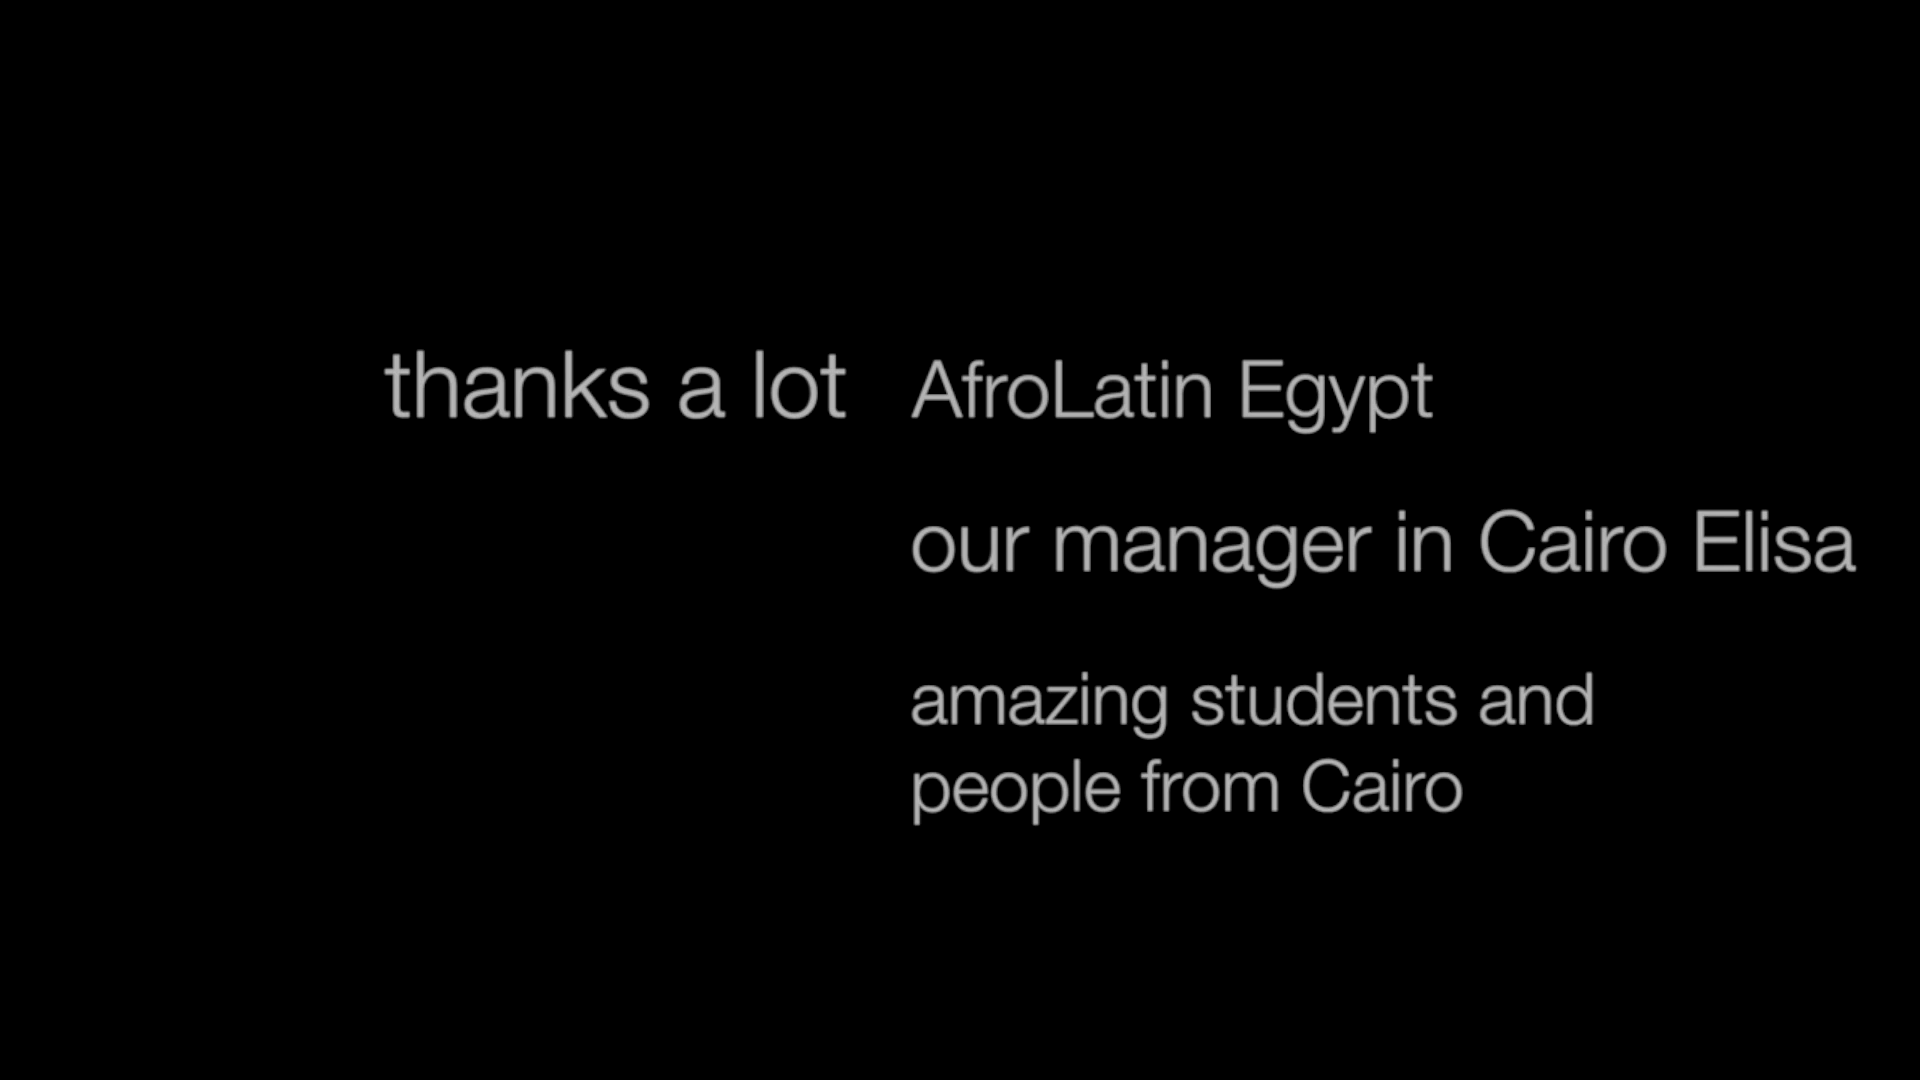 thanks a lot AfroLatin Egypt
our manager in Cairo Elisa
amazing students and
people from Cairo